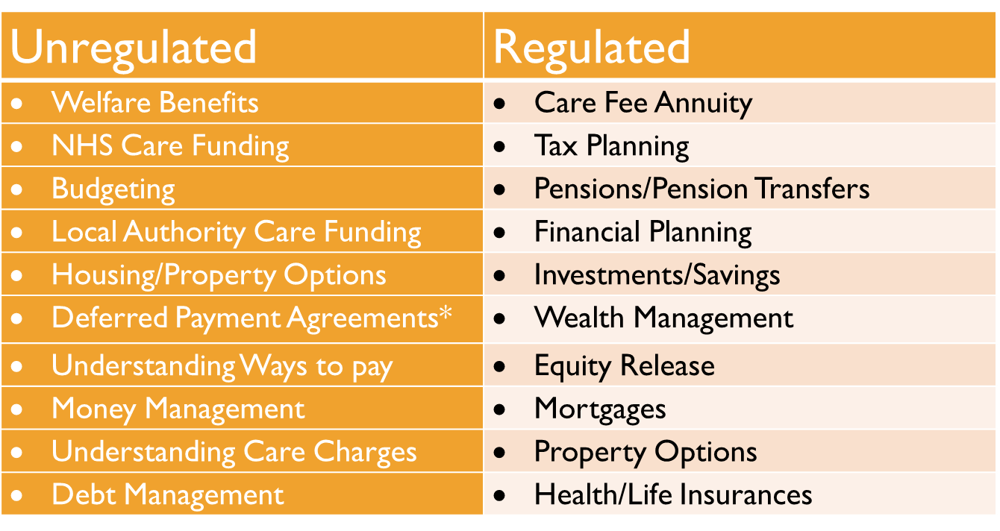 Unregulated Regulated
• Welfare Benefits • Care Fee Annuity
• NHS Care Funding • Tax Planning
• Budgeting • Pensions/Pension Transfers
• Local Authority Care Funding • Financial Planning
• Housing/Property Options • Investments/Savings
• Deferred Payment Agreements* • Wealth Management
• Understanding Ways to pay • Equity Release
• Money Management • Mortgages
• Understanding Care Charges • Property Options
• Debt Management • Health/Life Insurances